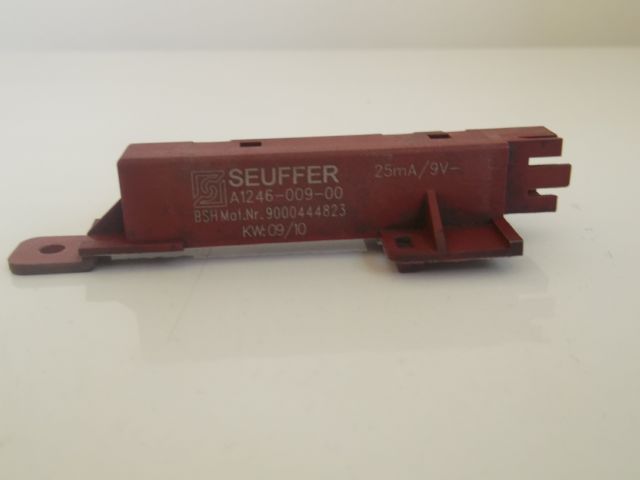 SEUFFER
25mA/9V-
A1246-009-00
BSH Mat.Nr. 9000444823
KW:09/10